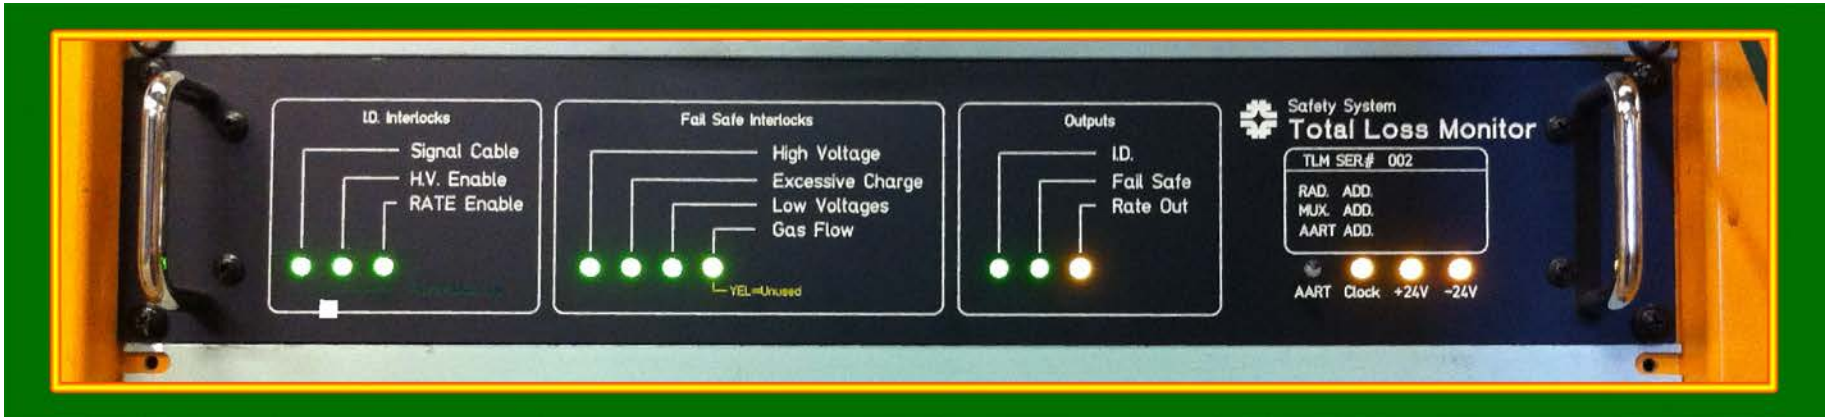 I.D. Interlocks
Signal Cable
H.V. Enable
RATE Enable
Fail Safe Interlocks
High Voltage
Excessive Charge
Low Voltages
Gas Flow
YEL=Unused
Outputs
I.D.
Fail Safe
Rate Out
Safety System
Total Loss Monitor
TLM SER# 002
RAD. ADD.
MUX. ADD.
AART ADD.
AART Clock +24V -24V